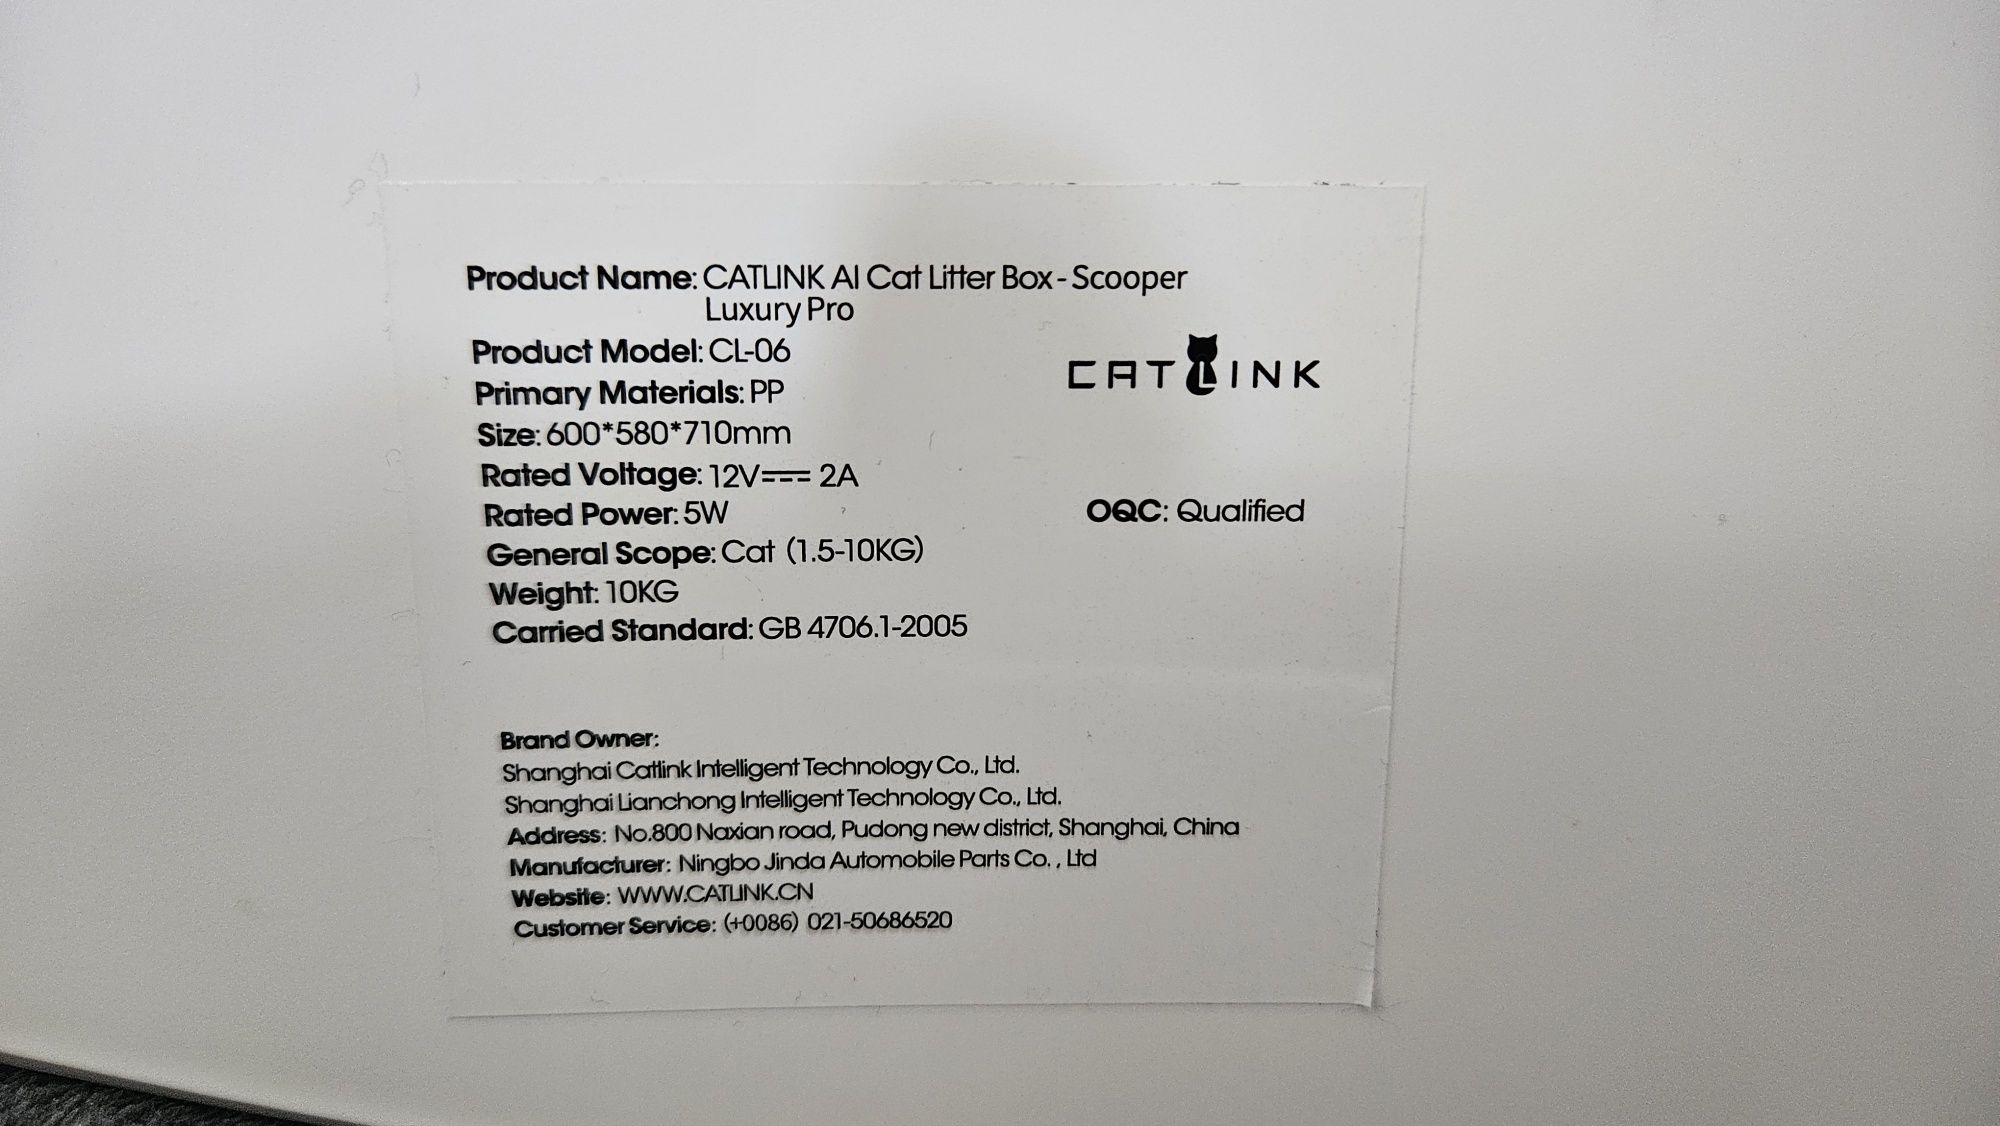 Product Name: CATLINK AI Cat Litter Box - Scooper
Luxury Pro
Product Model: CL-06
Primary Materials: PP
Size: 600*580*710mm
Rated Voltage: 12V⎓ 2A
Rated Power: 5W
General Scope: Cat (1.5-10KG)
Weight: 10KG
Carried Standard: GB 4706.1-2005
CATLINK
OQC: Qualified
Brand Owner:
Shanghai Catlink Intelligent Technology Co., Ltd.
Shanghai Lianchong Intelligent Technology Co., Ltd.
Address: No.800 Naxian road, Pudong new district, Shanghai, China
Manufacturer: Ningbo Jinda Automobile Parts Co. , Ltd
Website: WWW.CATLINK.CN
Customer Service: (+0086) 021-50686520